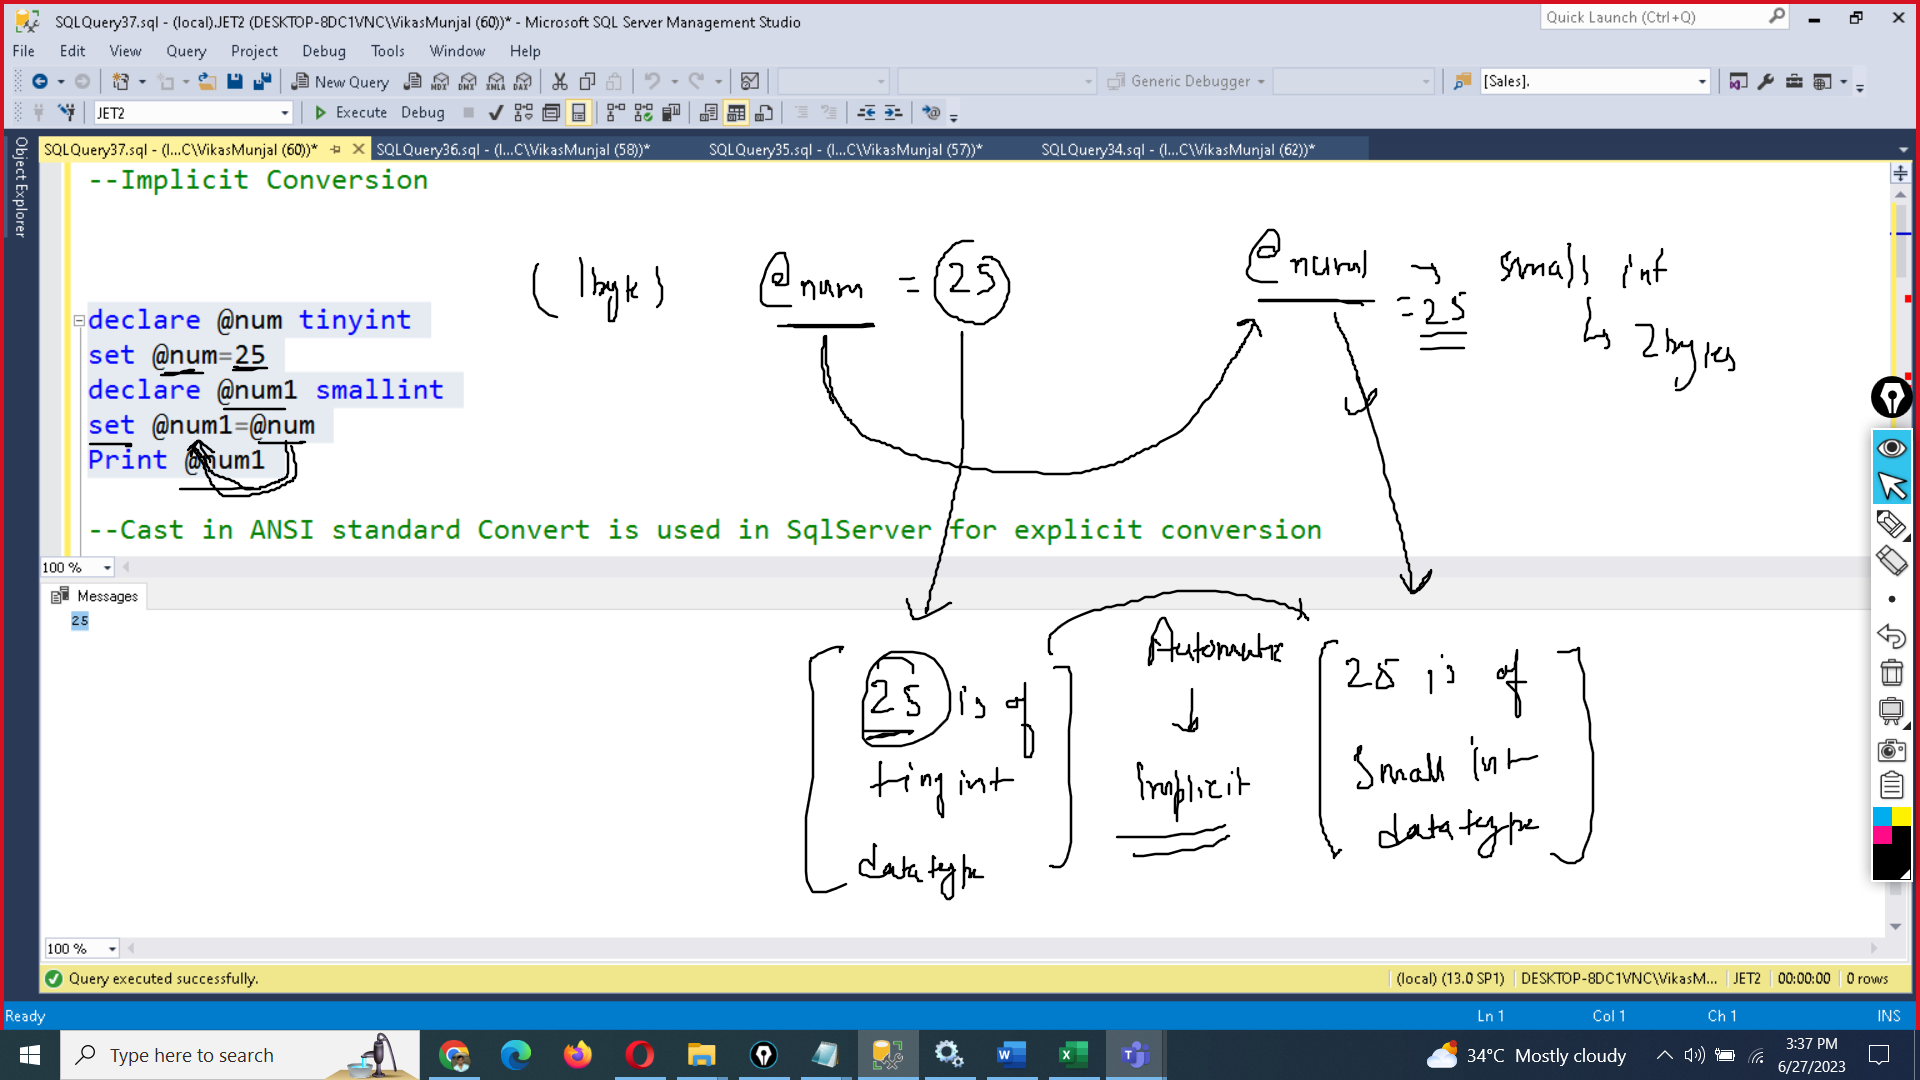 SQLQuery37.sql - (local).JET2 (DESKTOP-8DC1VNC\VikasMunjal (60))* - Microsoft SQL Server Management Studio
Quick Launch (Ctrl+Q)
File Edit View Query Project Debug Tools Window Help
New Query MDX DMX XMLA DAX Generic Debugger [Sales].
JET2 Execute Debug
Object Explorer
SQLQuery37.sql - (l...C\VikasMunjal (60))* SQLQuery36.sql - (l...C\VikasMunjal (58))* SQLQuery35.sql - (l...C\VikasMunjal (57))* SQLQuery34.sql - (l...C\VikasMunjal (62))*
--Implicit Conversion
(1byte) @num = 25 @num1 → small int
= 25
2bytes
declare @num tinyint
set @num=25
declare @num1 smallint
set @num1=@num
Print @num1
--Cast in ANSI standard Convert is used in SqlServer for explicit conversion
100 %
Messages
25
25 is of
tinyint
datatype
Automatic
Implicit
25 is of
Small int
datatype
100 %
Query executed successfully. (local) (13.0 SP1) DESKTOP-8DC1VNC\VikasM... JET2 00:00:00 0 rows
Ready Ln 1 Col 1 Ch 1 INS
Type here to search 34°C Mostly cloudy 3:37 PM
6/27/2023